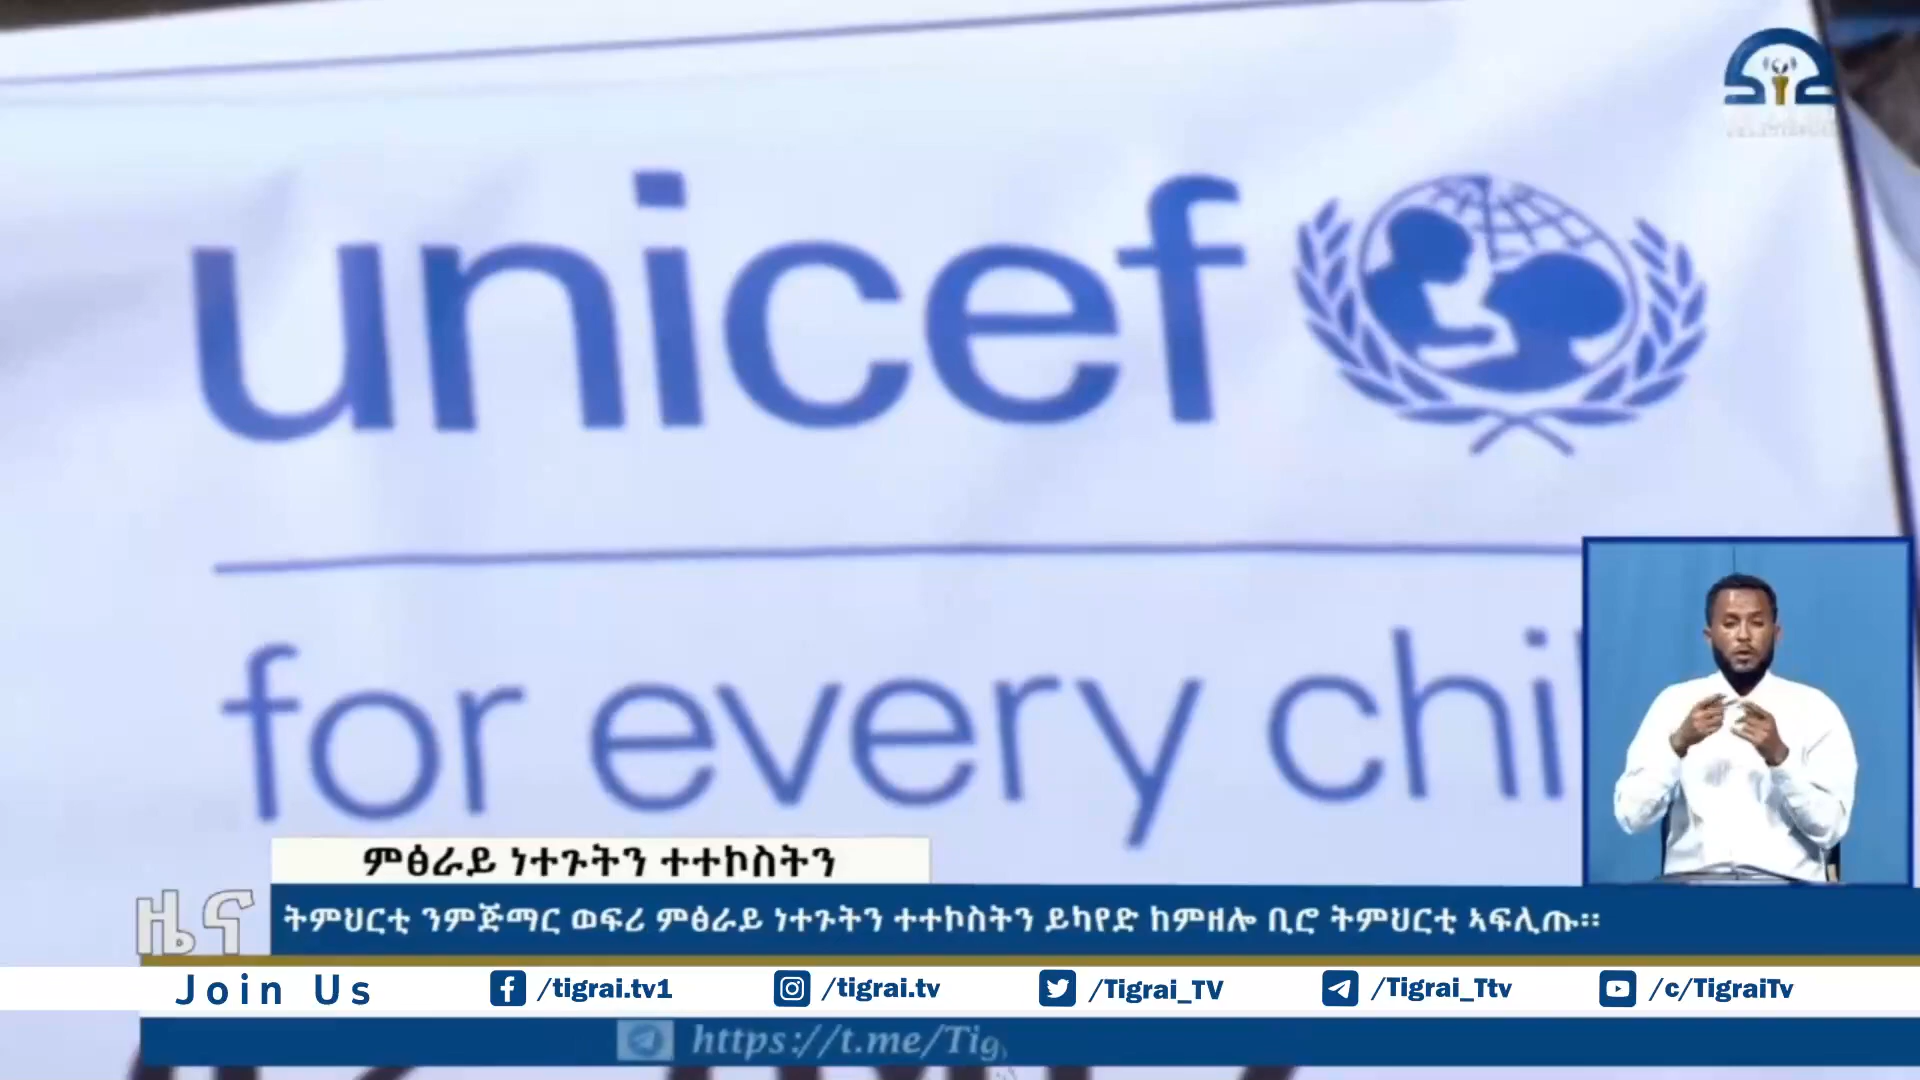 unicef
for every chi
ምፅራይ ነተጉትን ተተኮስትን
ዜና
ትምህርቲ ንምጅማር ወፍሪ ምፅራይ ነተጉትን ተተኮስትን ይካየድ ከምዘሎ ቢሮ ትምህርቲ ኣፍሊጡ፡፡
Join Us /tigrai.tv1 /tigrai.tv /Tigrai_TV /Tigrai_Ttv /c/TigraiTv
https://t.me/Tig